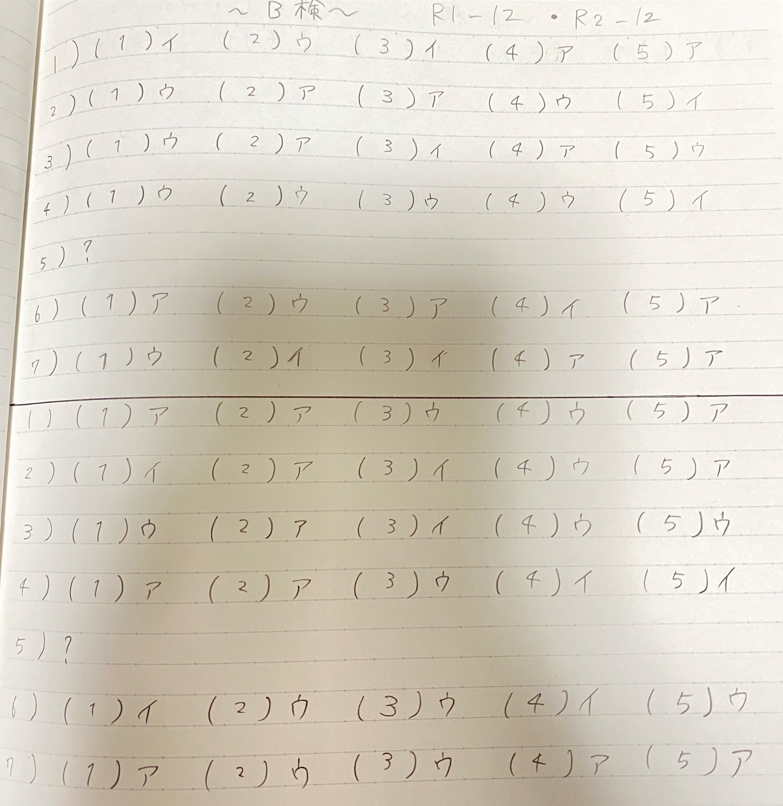 ～B検～ R1-12・R2-12
1) (1)イ (2)ウ (3)イ (4)ア (5)ア
2) (1)ウ (2)ア (3)ア (4)ウ (5)イ
3) (1)ウ (2)ア (3)イ (4)ア (5)ウ
4) (1)ウ (2)ウ (3)ウ (4)ウ (5)イ
5) ?
6) (1)ア (2)ウ (3)ア (4)イ (5)ア
7) (1)ウ (2)イ (3)イ (4)ア (5)ア
1) (1)ア (2)ア (3)ウ (4)ウ (5)ア
2) (1)イ (2)ア (3)イ (4)ウ (5)ア
3) (1)ウ (2)ア (3)イ (4)ウ (5)ウ
4) (1)ア (2)ア (3)ウ (4)イ (5)イ
5) ?
6) (1)イ (2)ウ (3)ウ (4)イ (5)ウ
7) (1)ア (2)ウ (3)ウ (4)ア (5)ア